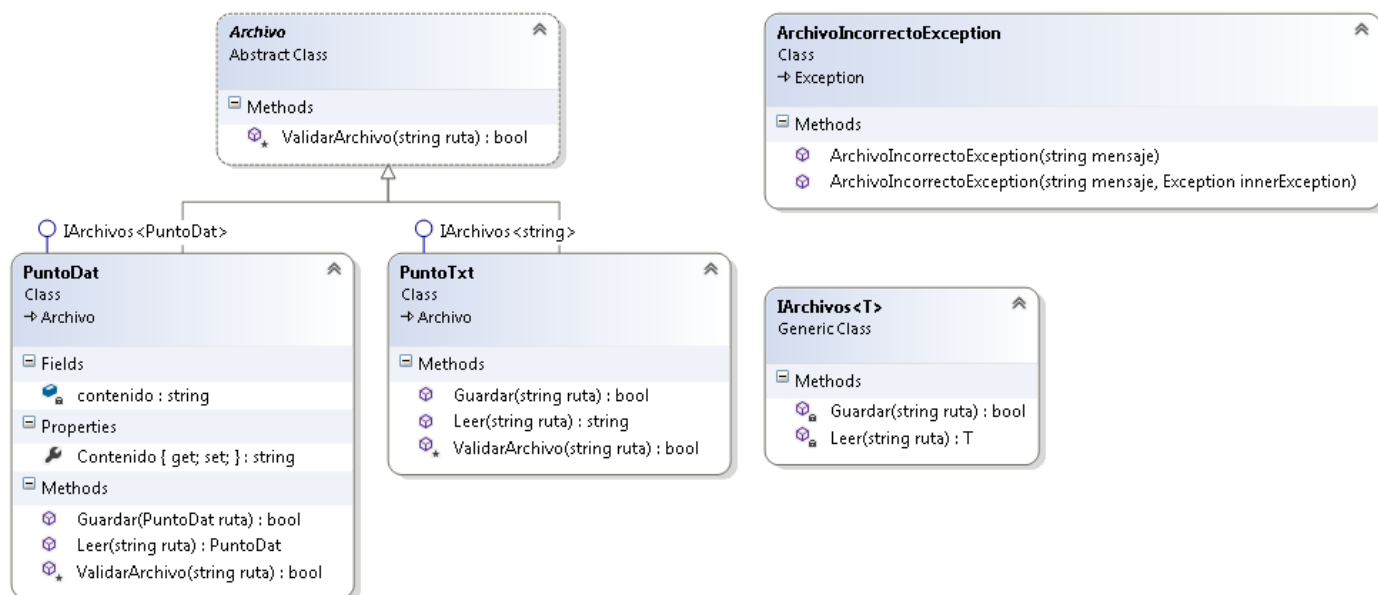 Archivo
Abstract Class
Methods
ValidarArchivo(string ruta) : bool
ArchivoIncorrectoException
Class
Exception
Methods
ArchivoIncorrectoException(string mensaje)
ArchivoIncorrectoException(string mensaje, Exception innerException)
IArchivos<PuntoDat>
PuntoDat
Class
Archivo
Fields
contenido : string
Properties
Contenido { get; set; } : string
Methods
Guardar(PuntoDat ruta) : bool
Leer(string ruta) : PuntoDat
ValidarArchivo(string ruta) : bool
IArchivos<string>
PuntoTxt
Class
Archivo
Methods
Guardar(string ruta) : bool
Leer(string ruta) : string
ValidarArchivo(string ruta) : bool
IArchivos<T>
Generic Class
Methods
Guardar(string ruta) : bool
Leer(string ruta) : T